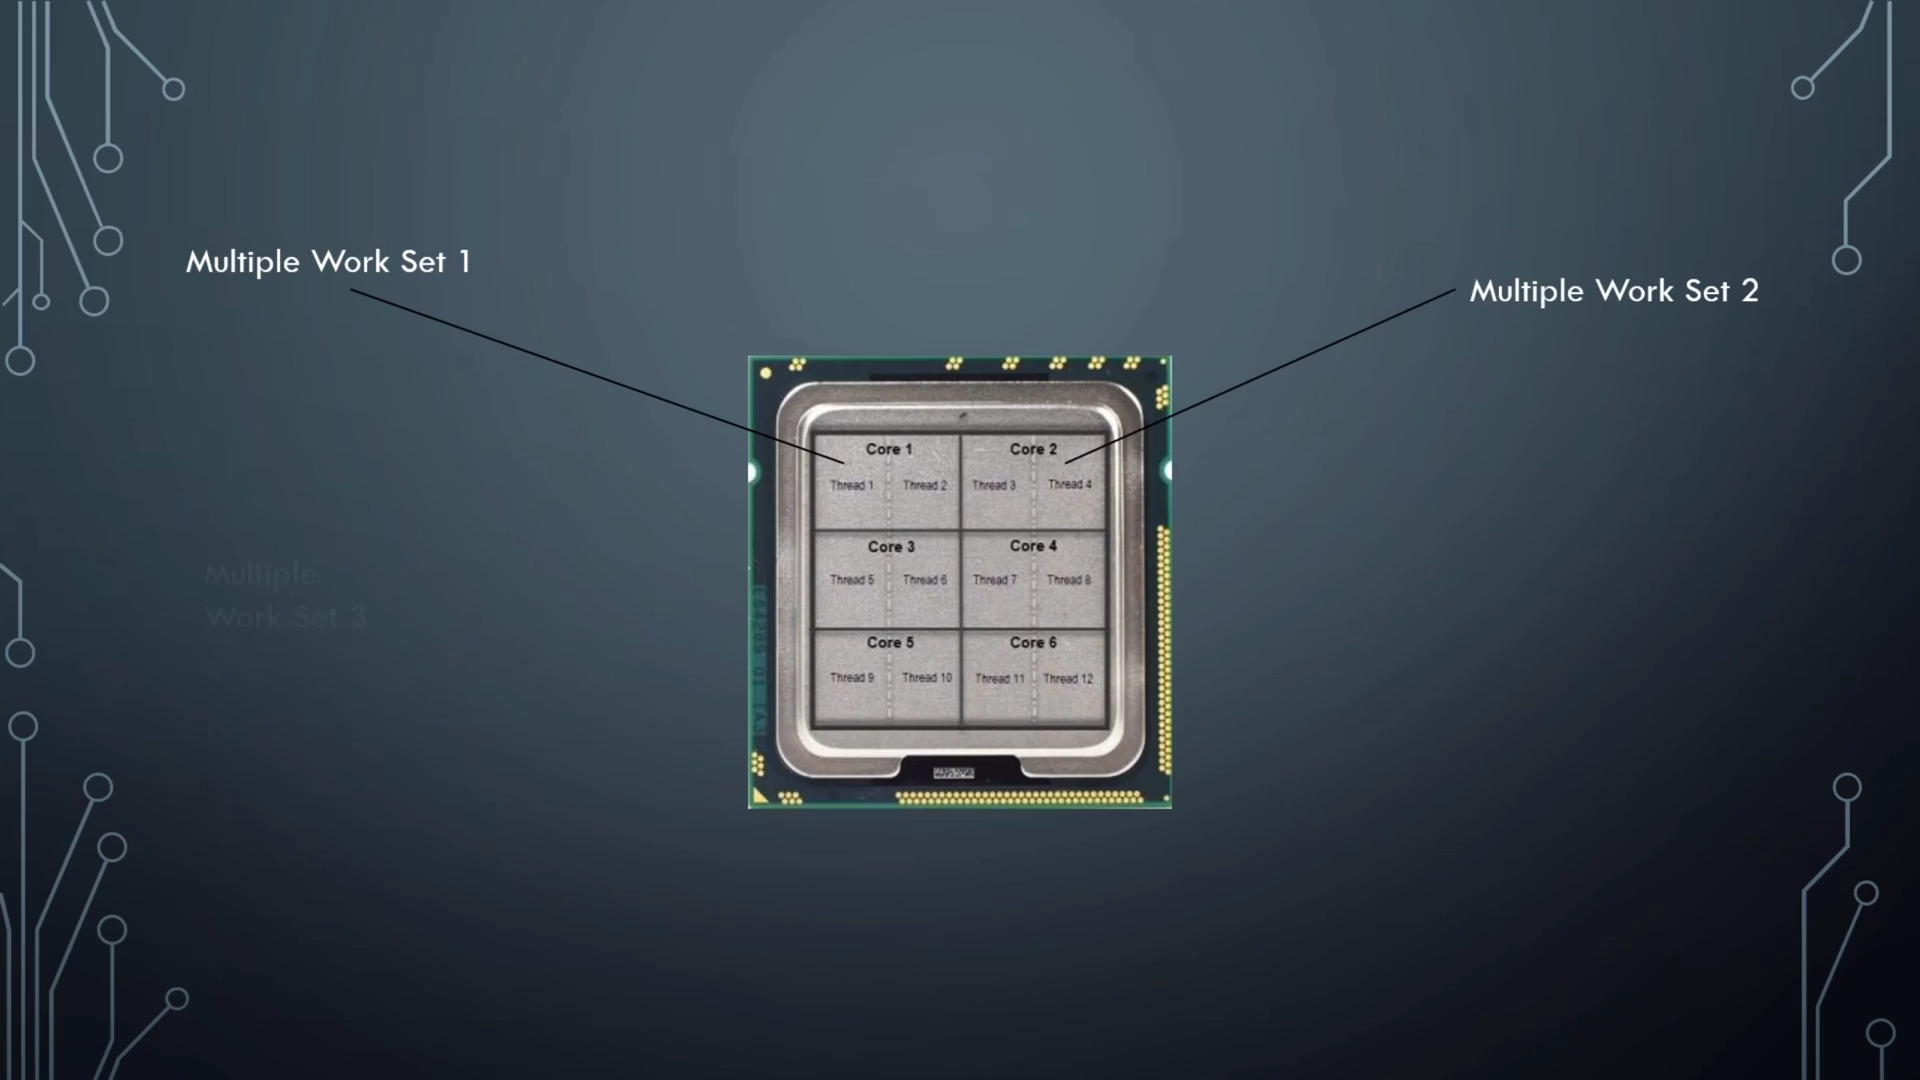 Multiple Work Set 1
Multiple Work Set 2
Core 1
Core 2
Thread 1
Thread 2
Thread 3
Thread 4
Multiple
Work Set 3
Core 3
Core 4
Thread 5
Thread 6
Thread 7
Thread 8
Core 5
Core 6
Thread 9
Thread 10
Thread 11
Thread 12